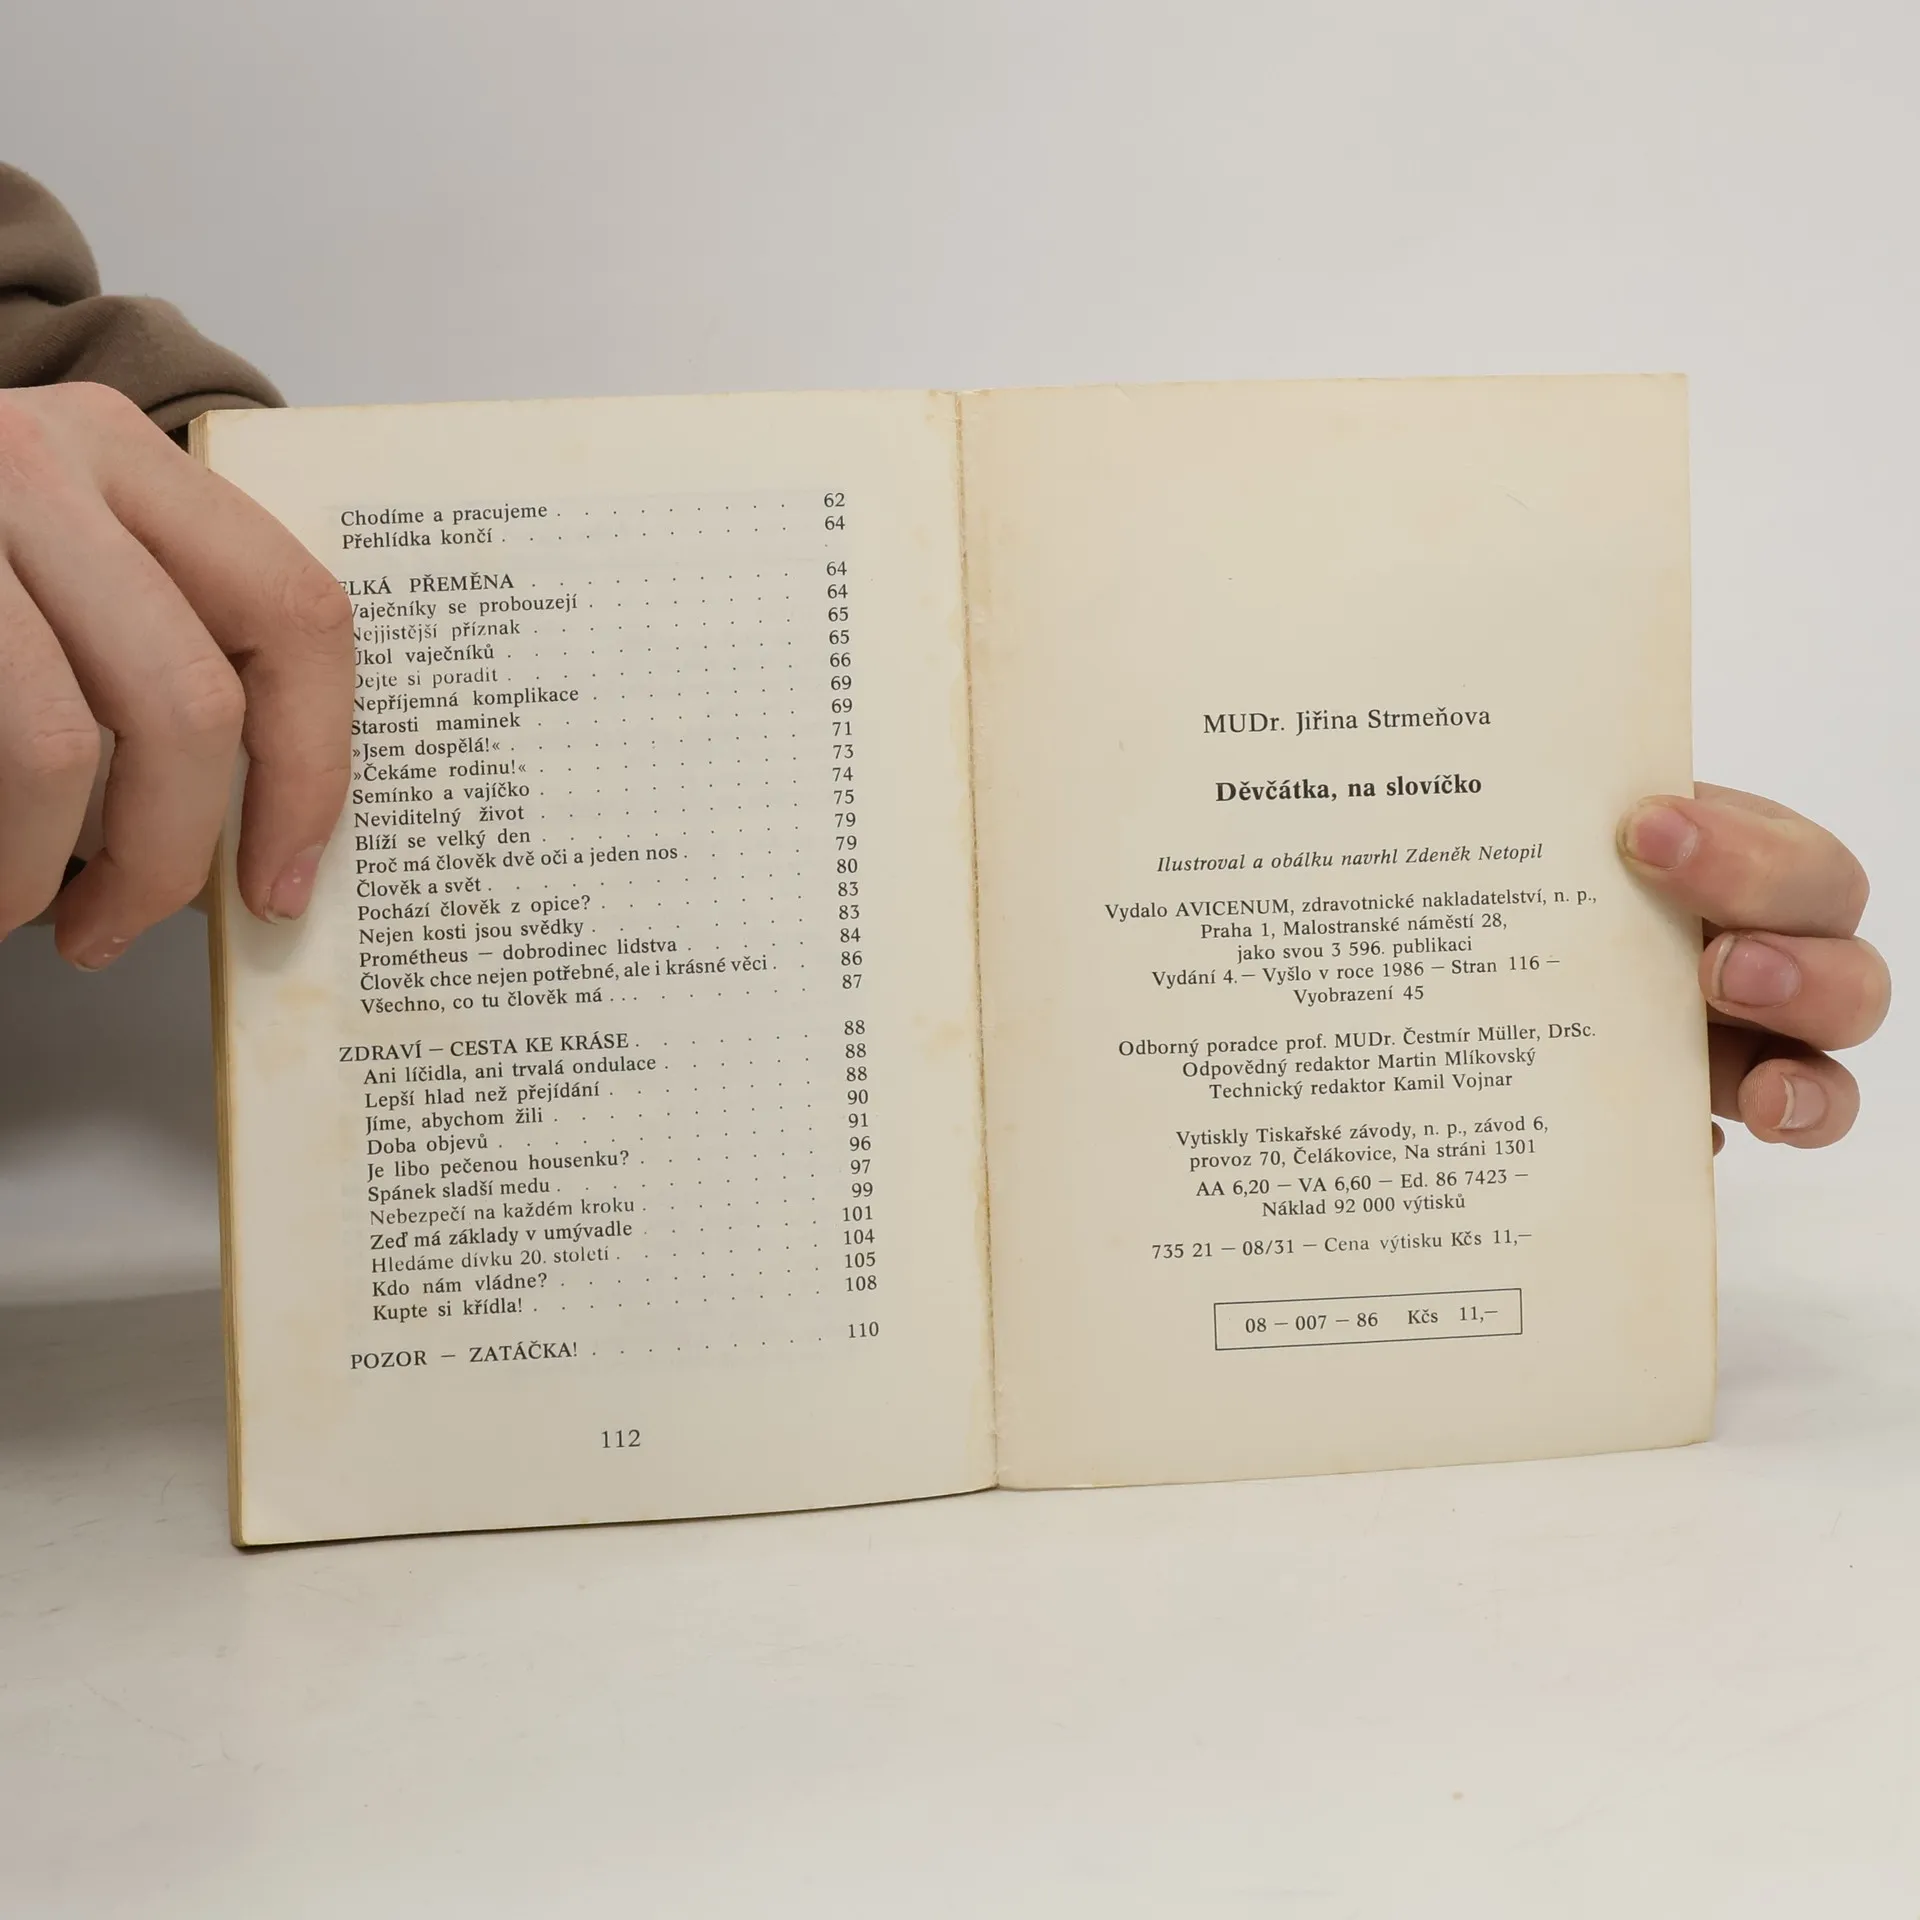 Chodíme a pracujeme . . . . . . . . . 62
Přehlídka končí . . . . . . . . . . . 64
ELKÁ PŘEMĚNA . . . . . . . . . . 64
Vaječníky se probouzejí . . . . . . . . 64
Nejjistější příznak . . . . . . . . . . 65
Úkol vaječníků . . . . . . . . . . . 65
Dejte si poradit . . . . . . . . . . . 66
Nepříjemná komplikace . . . . . . . . 69
Starosti maminek . . . . . . . . . . 69
»Jsem dospělá!« . . . . . . . . . . . 71
»Čekáme rodinu!« . . . . . . . . . . 73
Semínko a vajíčko . . . . . . . . . . 74
Neviditelný život . . . . . . . . . . 75
Blíží se velký den . . . . . . . . . . 79
Proč má člověk dvě oči a jeden nos . . . . . 79
Člověk a svět . . . . . . . . . . . . 80
Pochází člověk z opice? . . . . . . . . 83
Nejen kosti jsou svědky . . . . . . . . 83
Prométheus — dobrodinec lidstva . . . . . 84
Člověk chce nejen potřebné, ale i krásné věci . . 86
Všechno, co tu člověk má . . . . . . . . . 87
ZDRAVÍ — CESTA KE KRÁSE . . . . . . . 88
Ani líčidla, ani trvalá ondulace . . . . . . 88
Lepší hlad než přejídání . . . . . . . . 88
Jíme, abychom žili . . . . . . . . . . 90
Doba objevů . . . . . . . . . . . . 91
Je libo pečenou housenku? . . . . . . . 96
Spánek sladší medu . . . . . . . . . . 97
Nebezpečí na každém kroku . . . . . . . 99
Zeď má základy v umývadle . . . . . . . 101
Hledáme dívku 20. století . . . . . . . . 104
Kdo nám vládne? . . . . . . . . . . 105
Kupte si křídla! . . . . . . . . . . . 108
POZOR — ZATÁČKA! . . . . . . . . . 110
112
MUDr. Jiřina Strmeňova
Děvčátka, na slovíčko
Ilustroval a obálku navrhl Zdeněk Netopil
Vydalo AVICENUM, zdravotnické nakladatelství, n. p.,
Praha 1, Malostranské náměstí 28,
jako svou 3 596. publikaci
Vydání 4. — Vyšlo v roce 1986 — Stran 116 —
Vyobrazení 45
Odborný poradce prof. MUDr. Čestmír Müller, DrSc.
Odpovědný redaktor Martin Mlíkovský
Technický redaktor Kamil Vojnar
Vytiskly Tiskařské závody, n. p., závod 6,
provoz 70, Čelákovice, Na stráni 1301
AA 6,20 — VA 6,60 — Ed. 86 7423 —
Náklad 92 000 výtisků
735 21 — 08/31 — Cena výtisku Kčs 11,—
08 — 007 — 86 Kčs 11,—